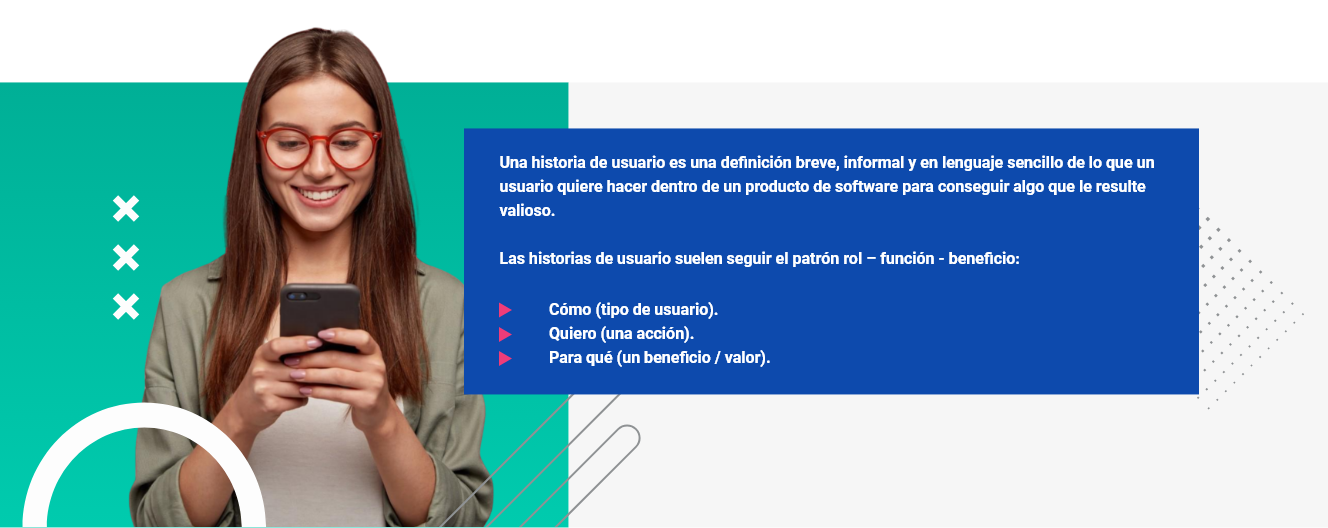 Una historia de usuario es una definición breve, informal y en lenguaje sencillo de lo que un
usuario quiere hacer dentro de un producto de software para conseguir algo que le resulte
valioso.
Las historias de usuario suelen seguir el patrón rol – función - beneficio:
Cómo (tipo de usuario).
Quiero (una acción).
Para qué (un beneficio / valor).